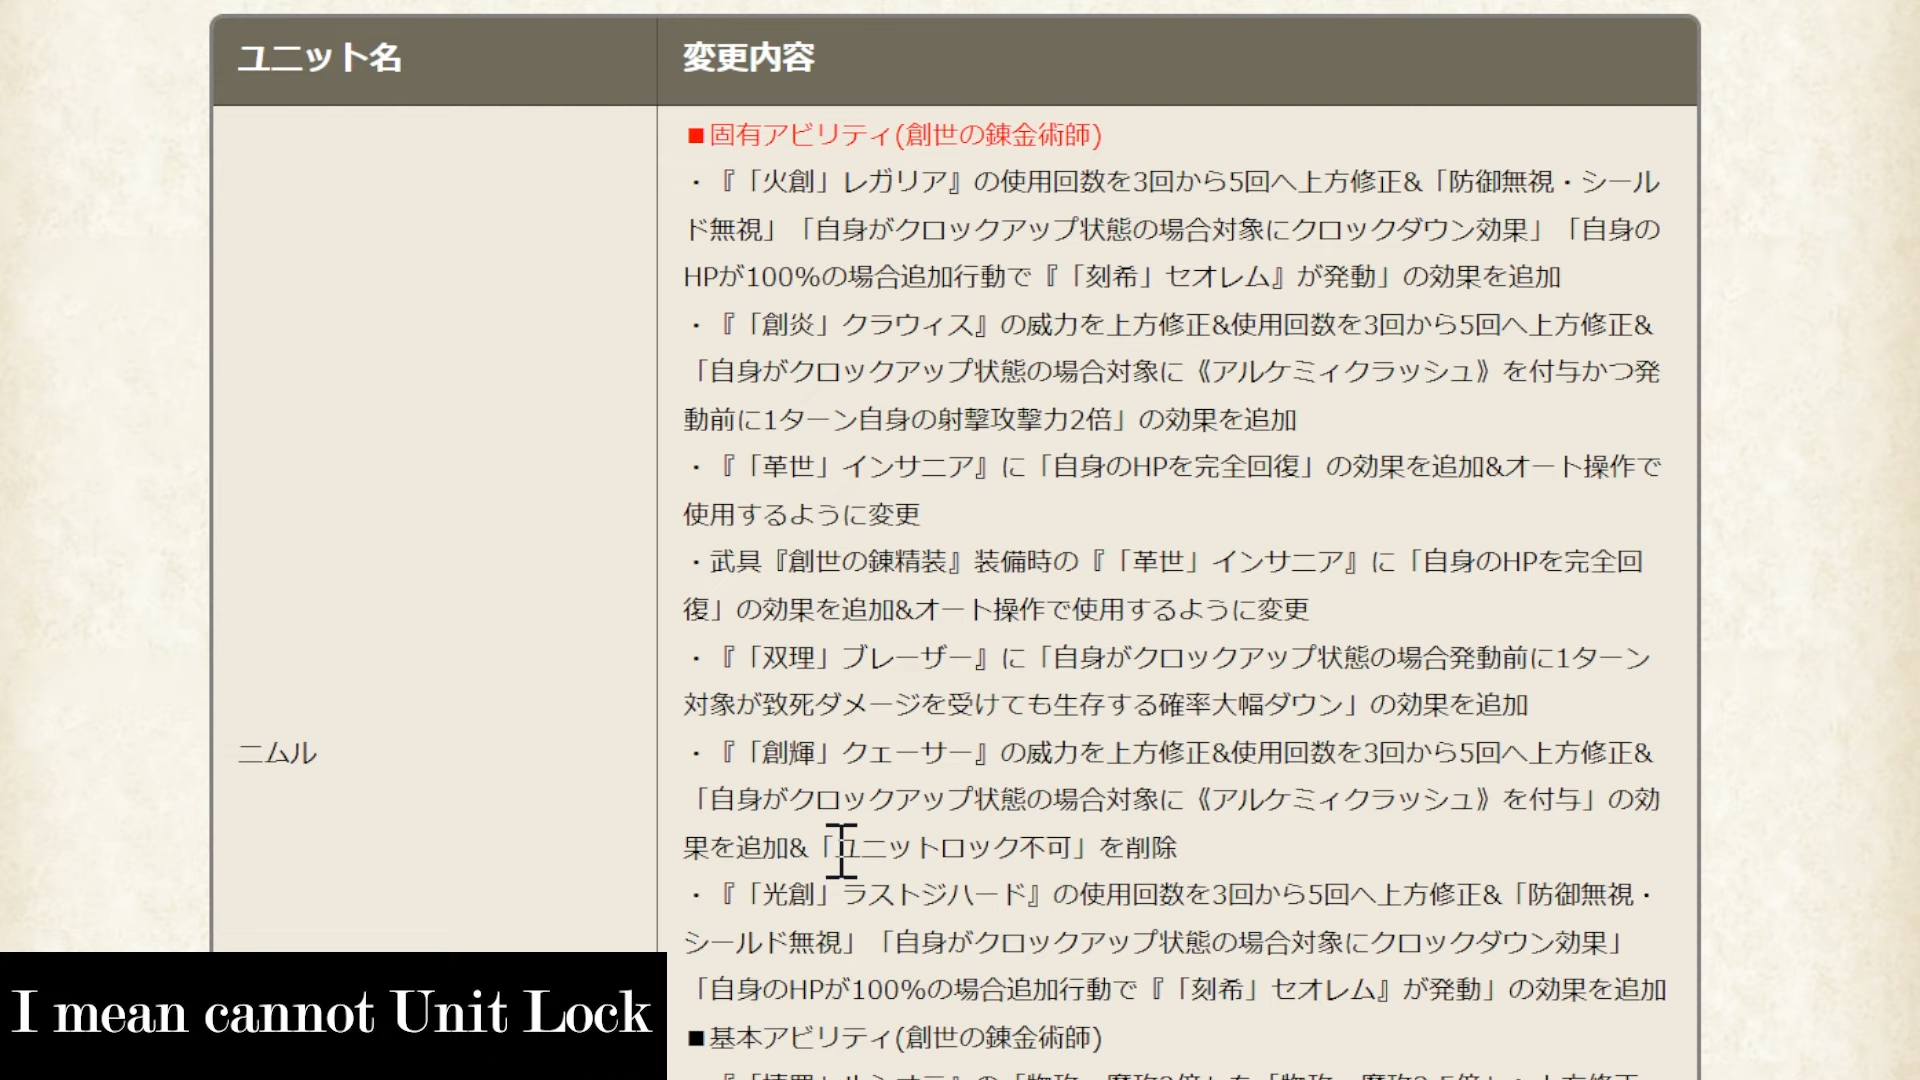 ユニット名
変更内容
■固有アビリティ(創世の錬金術師)
・『「火創」レガリア』の使用回数を3回から5回へ上方修正&「防御無視・シール
ド無視」「自身がクロックアップ状態の場合対象にクロックダウン効果」「自身の
HPが100%の場合追加行動で『「刻希」セオレム』が発動」の効果を追加
・『「創炎」クラウィス』の威力を上方修正&使用回数を3回から5回へ上方修正&
「自身がクロックアップ状態の場合対象に《アルケミィクラッシュ》を付与かつ発
動前に1ターン自身の射撃攻撃力2倍」の効果を追加
・『「革世」インサニア』に「自身のHPを完全回復」の効果を追加&オート操作で
使用するように変更
・武具『創世の錬精装』装備時の『「革世」インサニア』に「自身のHPを完全回
復」の効果を追加&オート操作で使用するように変更
・『「双理」ブレーザー』に「自身がクロックアップ状態の場合発動前に1ターン
対象が致死ダメージを受けても生存する確率大幅ダウン」の効果を追加
ニムル
・『「創輝」クェーサー』の威力を上方修正&使用回数を3回から5回へ上方修正&
「自身がクロックアップ状態の場合対象に《アルケミィクラッシュ》を付与」の効
果を追加&「ユニットロック不可」を削除
・『「光創」ラストジハード』の使用回数を3回から5回へ上方修正&「防御無視・
シールド無視」「自身がクロックアップ状態の場合対象にクロックダウン効果」
「自身のHPが100%の場合追加行動で『「刻希」セオレム』が発動」の効果を追加
■基本アビリティ(創世の錬金術師)
I mean cannot Unit Lock